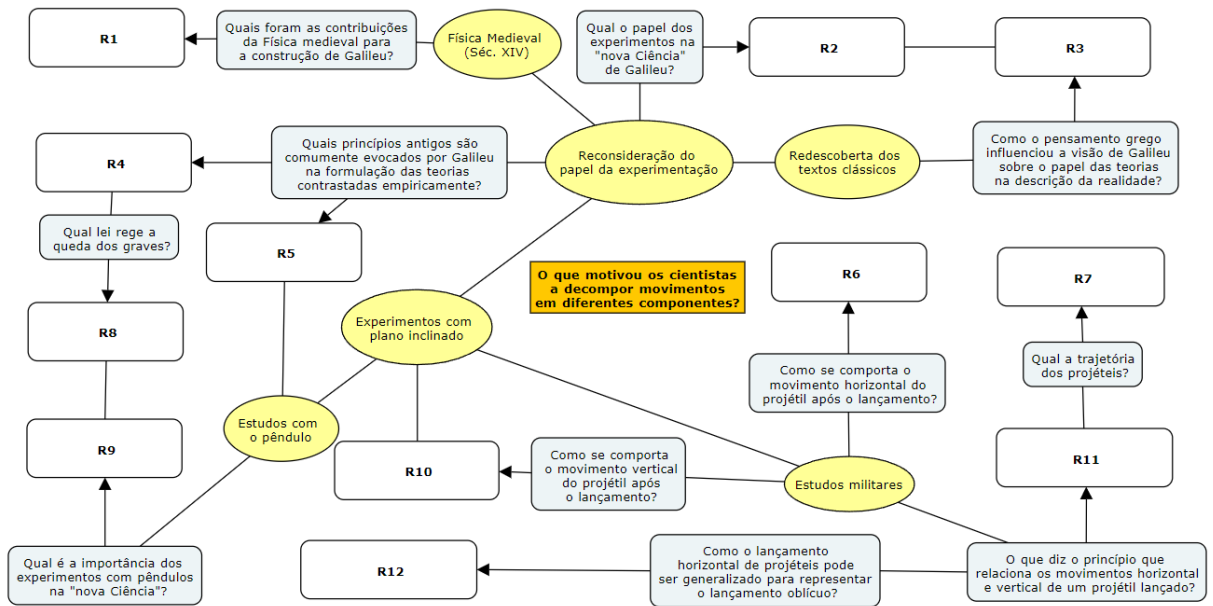 R1
Quais foram as contribuições
da Física medieval para
a construção de Galileu?
Física Medieval
(Séc. XIV)
Qual o papel dos
experimentos na
"nova Ciência"
de Galileu?
R2
R3
R4
Quais princípios antigos são
comumente evocados por Galileu
na formulação das teorias
contrastadas empiricamente?
Reconsideração do
papel da experimentação
Redescoberta dos
textos clássicos
Como o pensamento grego
influenciou a visão de Galileu
sobre o papel das teorias
na descrição da realidade?
Qual lei rege a
queda dos graves?
R5
O que motivou os cientistas
a decompor movimentos
em diferentes componentes?
R6
R7
R8
Experimentos com
plano inclinado
Como se comporta o
movimento horizontal do
projétil após o lançamento?
Qual a trajetória
dos projéteis?
R9
Estudos com
o pêndulo
R10
Como se comporta
o movimento vertical
do projétil após
o lançamento?
Estudos militares
R11
Qual é a importância dos
experimentos com pêndulos
na "nova Ciência"?
R12
Como o lançamento
horizontal de projéteis pode
ser generalizado para representar
o lançamento oblícuo?
O que diz o princípio que
relaciona os movimentos horizontal
e vertical de um projétil lançado?